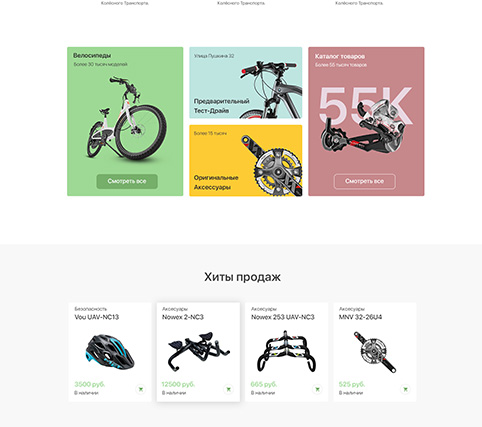 Колёсного Транспорта
Колёсного Транспорта
Колёсного Транспорта
Велосипеды
Более 30 тысяч моделей
Смотреть все
Улица Пушкина 32
Предварительный
Тест-Драйв
Более 15 тысяч
Оригинальные
Аксессуары
Каталог товаров
Более 55 тысяч товаров
55K
Смотреть все
Хиты продаж
Безопасность
Vou UAV-NC13
3500 руб.
В наличии
Аксессуары
Nowex 2-NC3
12500 руб.
В наличии
Аксессуары
Nowex 253 UAV-NC3
665 руб.
В наличии
Аксессуары
MNV 32-26U4
525 руб.
В наличии